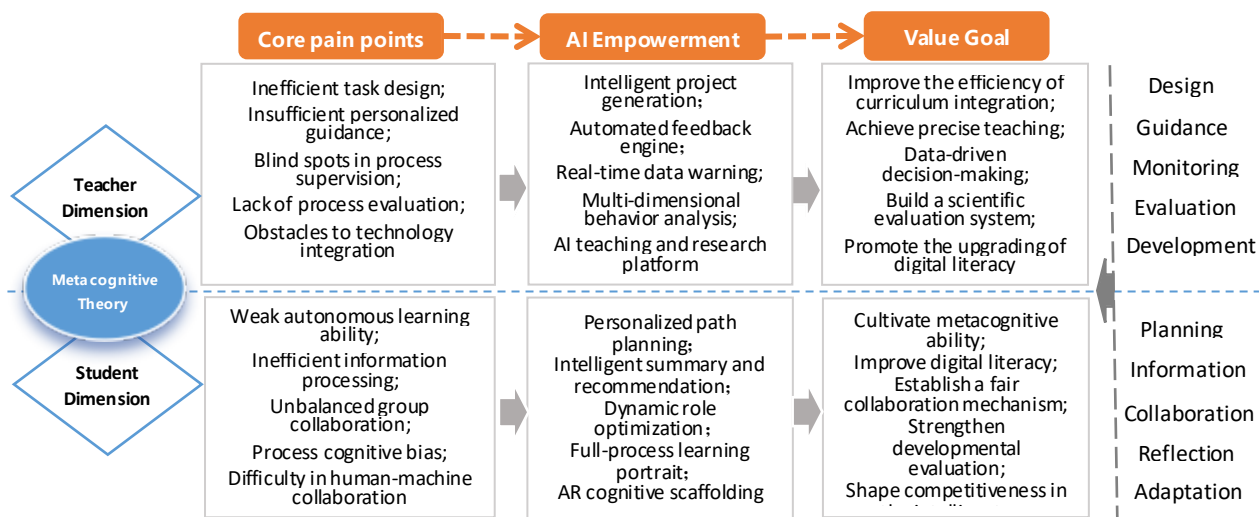 Core pain points
AI Empowerment
Value Goal
Teacher
Dimension
Inefficient task design;
Insufficient personalized
guidance;
Blind spots in process
supervision;
Lack of process evaluation;
Obstacles to technology
integration
Intelligent project
generation;
Automated feedback
engine;
Real-time data warning;
Multi-dimensional
behavior analysis;
AI teaching and research
platform
Improve the efficiency of
curriculum integration;
Achieve precise teaching;
Data-driven
decision-making;
Build a scientific
evaluation system;
Promote the upgrading of
digital literacy
Design
Guidance
Monitoring
Evaluation
Development
Meta cognitive
Theory
Student
Dimension
Weak autonomous learning
ability;
Inefficient information
processing;
Unbalanced group
collaboration;
Process cognitive bias;
Difficulty in human-machine
collaboration
Personalized path
planning;
Intelligent summary and
recommendation;
Dynamic role
optimization;
Full-process learning
portrait;
AR cognitive scaffolding
Cultivate metacognitive
ability;
Improve digital literacy;
Establish a fair
collaboration mechanism;
Strengthen
developmental
evaluation;
Shape competitiveness in
Planning
Information
Collaboration
Reflection
Adaptation